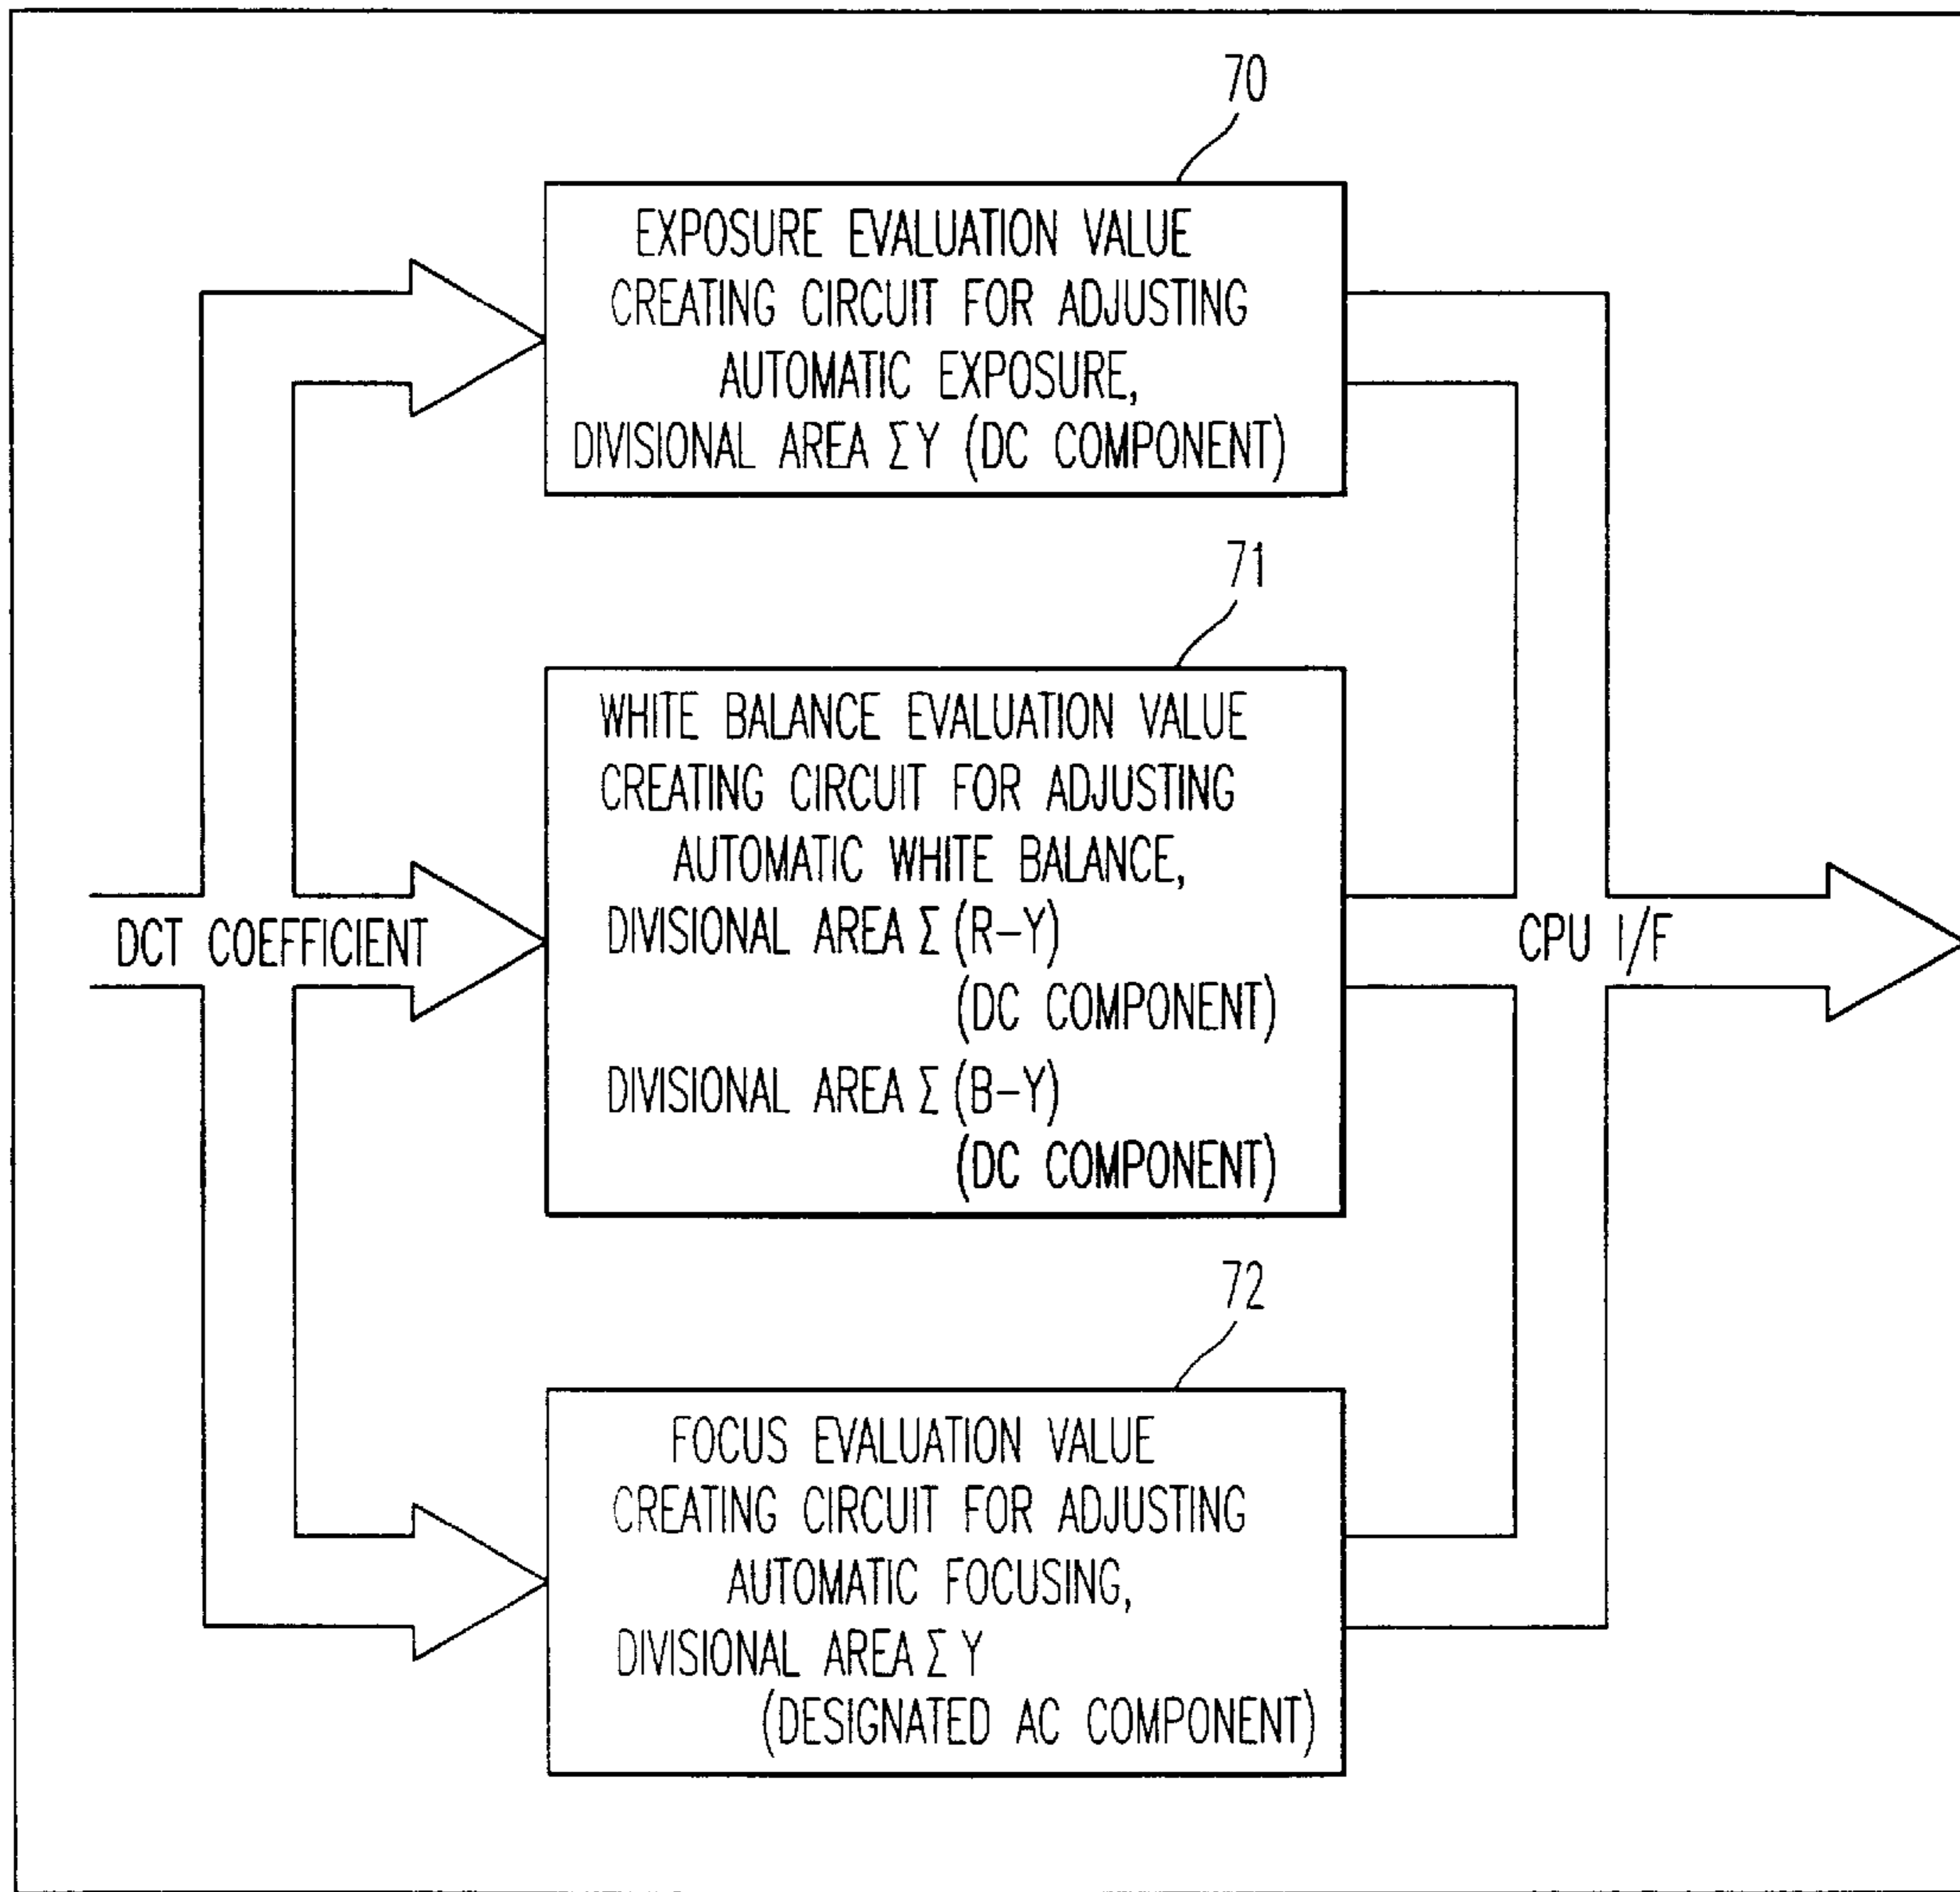 70
EXPOSURE EVALUATION VALUE
CREATING CIRCUIT FOR ADJUSTING
AUTOMATIC EXPOSURE,
DIVISIONAL AREA Σ Y (DC COMPONENT)
71
WHITE BALANCE EVALUATION VALUE
CREATING CIRCUIT FOR ADJUSTING
AUTOMATIC WHITE BALANCE,
DIVISIONAL AREA Σ (R-Y)
(DC COMPONENT)
DIVISIONAL AREA Σ (B-Y)
(DC COMPONENT)
DCT COEFFICIENT
CPU I/F
72
FOCUS EVALUATION VALUE
CREATING CIRCUIT FOR ADJUSTING
AUTOMATIC FOCUSING,
DIVISIONAL AREA Σ Y
(DESIGNATED AC COMPONENT)